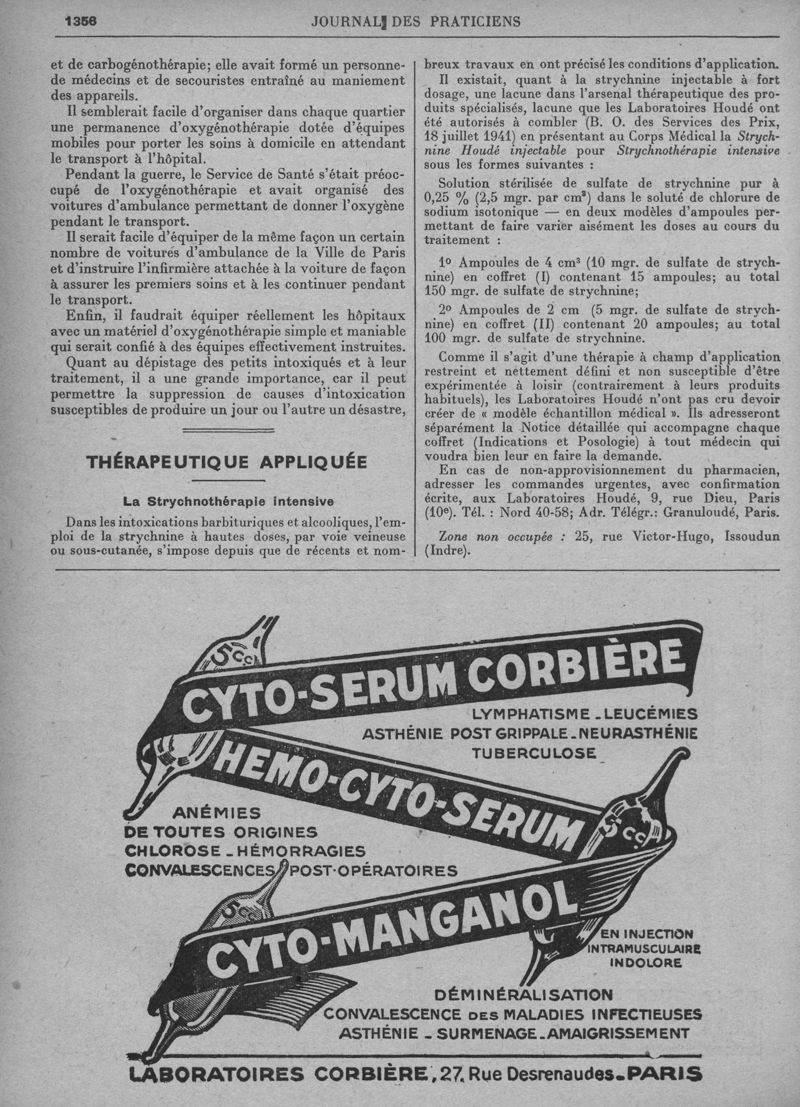 1356
JOURNAL DES PRATICIENS
et de carbogénothérapie; elle avait formé un personne-
de médecins et de secouristes entraîné au maniement
des appareils.
Il semblerait facile d'organiser dans chaque quartier
une permanence d'oxygénothérapie dotée d'équipes
mobiles pour porter les soins à domicile en attendant
le transport à l'hôpital.
Pendant la guerre, le Service de Santé s'était préoc-
cupé de l'oxygénothérapie et avait organisé des
voitures d'ambulance permettant de donner l'oxygène
pendant le transport.
Il serait facile d'équiper de la même façon un certain
nombre de voitures d'ambulance de la Ville de Paris
et d'instruire l'infirmière attachée à la voiture de façon
à assurer les premiers soins et à les continuer pendant
le transport.
Enfin, il faudrait équiper réellement les hôpitaux
avec un matériel d'oxygénothérapie simple et maniable
qui serait confié à des équipes effectivement instruites.
Quant au dépistage des petits intoxiqués et à leur
traitement, il a une grande importance, car il peut
permettre la suppression de causes d'intoxication
susceptibles de produire un jour ou l'autre un désastre,
THÉRAPEUTIQUE APPLIQUÉE
La Strychnothérapie intensive
Dans les intoxications barbituriques et alcooliques, l'em-
ploi de la strychnine à hautes doses, par voie veineuse
ou sous-cutanée, s'impose depuis que de récents et nom-
breux travaux en ont précisé les conditions d'application.
Il existait, quant à la strychnine injectable à fort
dosage, une lacune dans l'arsenal thérapeutique des pro-
duits spécialisés, lacune que les Laboratoires Houdé ont
été autorisés à combler (B. O. des Services des Prix,
18 juillet 1941) en présentant au Corps Médical la Strych-
nine Houdé injectable pour Strychnothérapie intensive
sous les formes suivantes :
Solution stérilisée de sulfate de strychnine pur à
0,25 % (2,5 mgr. par cm³) dans le soluté de chlorure de
sodium isotonique — en deux modèles d'ampoules per-
mettant de faire varier aisément les doses au cours du
traitement :
1º Ampoules de 4 cm³ (10 mgr. de sulfate de strych-
nine) en coffret (I) contenant 15 ampoules; au total
150 mgr. de sulfate de strychnine;
2º Ampoules de 2 cm (5 mgr. de sulfate de strych-
nine) en coffret (II) contenant 20 ampoules; au total
100 mgr. de sulfate de strychnine.
Comme il s'agit d'une thérapie à champ d'application
restreint et nettement défini et non susceptible d'être
expérimentée à loisir (contrairement à leurs produits
habituels), les Laboratoires Houdé n'ont pas cru devoir
créer de « modèle échantillon médical ». Ils adresseront
séparément la Notice détaillée qui accompagne chaque
coffret (Indications et Posologie) à tout médecin qui
voudra bien leur en faire la demande.
En cas de non-approvisionnement du pharmacien,
adresser les commandes urgentes, avec confirmation
écrite, aux Laboratoires Houdé, 9, rue Dieu, Paris
(10e). Tél. : Nord 40-58; Adr. Télégr.: Granuloudé, Paris.
Zone non occupée : 25, rue Victor-Hugo, Issoudun
(Indre).
5cc
CYTO-SERUM CORBIÈRE
LYMPHATISME - LEUCÉMIES
ASTHÉNIE POST GRIPPALE - NEURASTHÉNIE
TUBERCULOSE
HEMO-CYTO-SERUM
5cc
ANÉMIES
DE TOUTES ORIGINES
CHLOROSE - HÉMORRAGIES
CONVALESCENCES POST-OPÉRATOIRES
5cc
CYTO-MANGANOL
EN INJECTION
INTRAMUSCULAIRE
INDOLORE
DÉMINÉRALISATION
CONVALESCENCE DES MALADIES INFECTIEUSES
ASTHÉNIE - SURMENAGE - AMAIGRISSEMENT
LABORATOIRES CORBIÈRE, 27, Rue Desrenaudes - PARIS